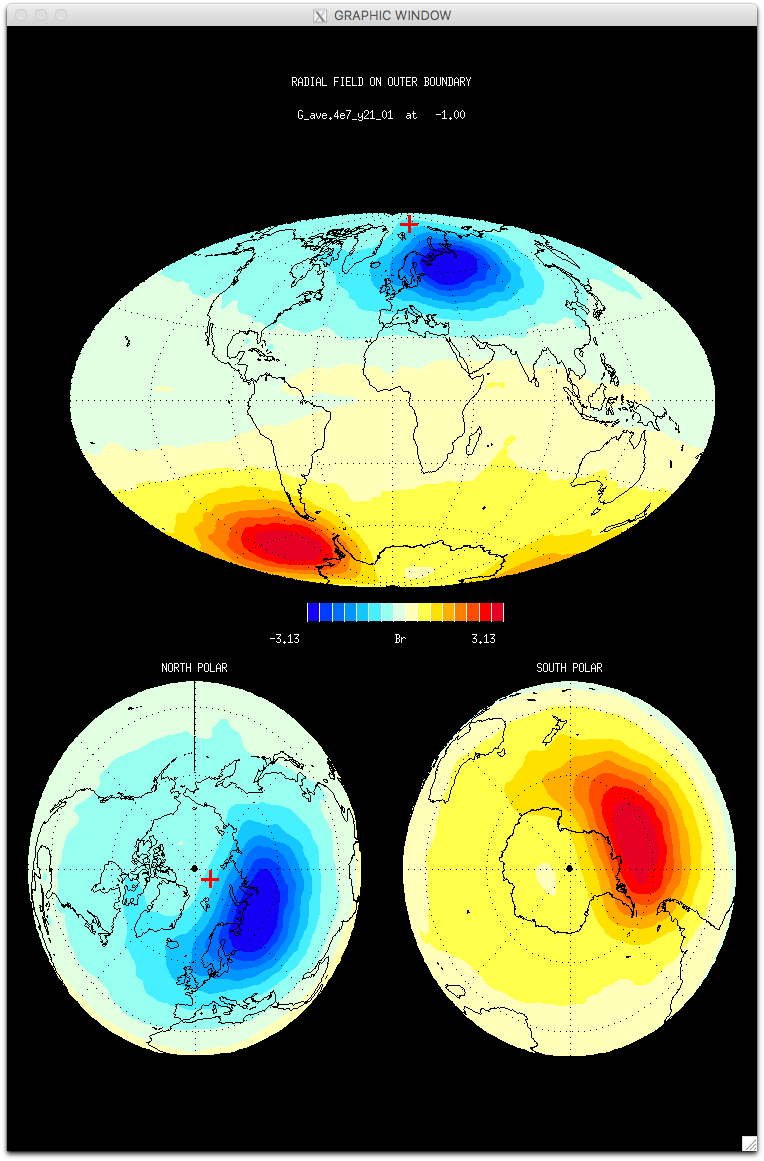 GRAPHIC WINDOW
RADIAL FIELD ON OUTER BOUNDARY
G_ave.4e7_y21_01 at -1.00
-3.13 Br 3.13
NORTH POLAR SOUTH POLAR